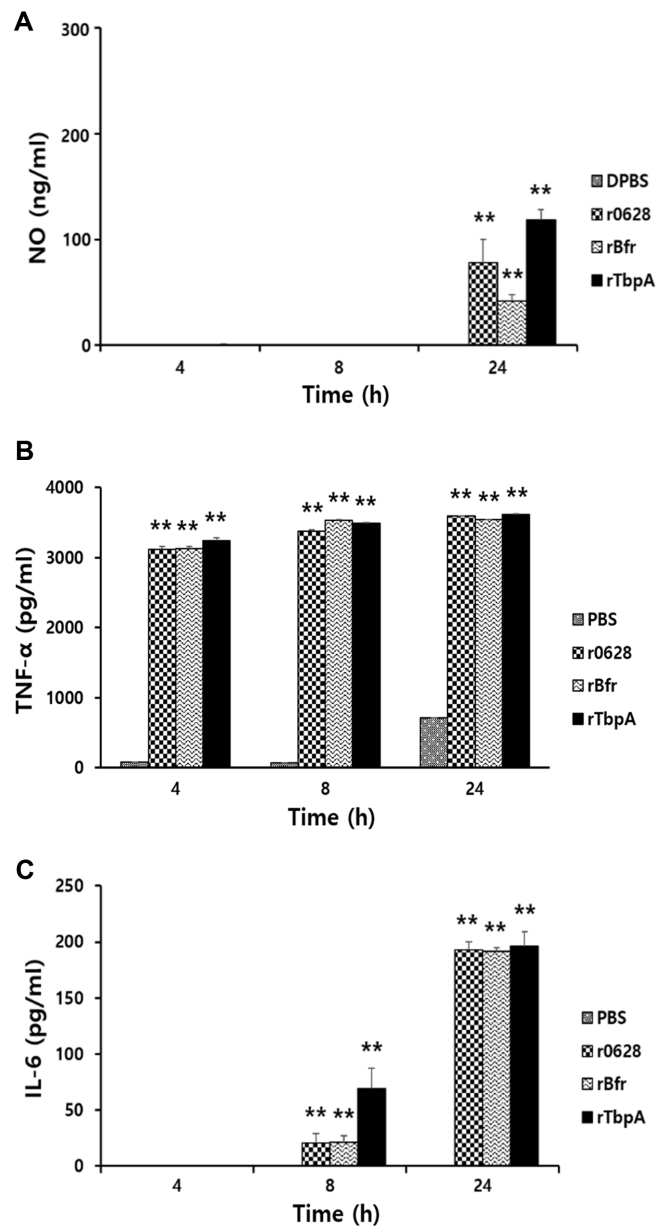 A
300
200
100
0
NO (ng/ml)
** ** **
4 8 24
Time (h)
DPBS
r0628
rBfr
rTbpA
B
4000
3000
2000
1000
0
TNF-α (pg/ml)
** ** ** ** ** ** ** ** **
4 8 24
Time (h)
PBS
r0628
rBfr
rTbpA
C
250
200
150
100
50
0
IL-6 (pg/ml)
** ** ** ** ** **
4 8 24
Time (h)
PBS
r0628
rBfr
rTbpA